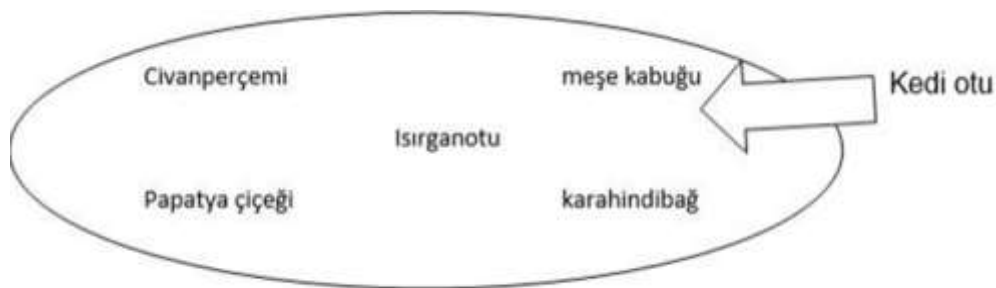 Civanperçemi
meşe kabuğu
Kedi otu
Isırganotu
Papatya çiçeği
karahindibağ